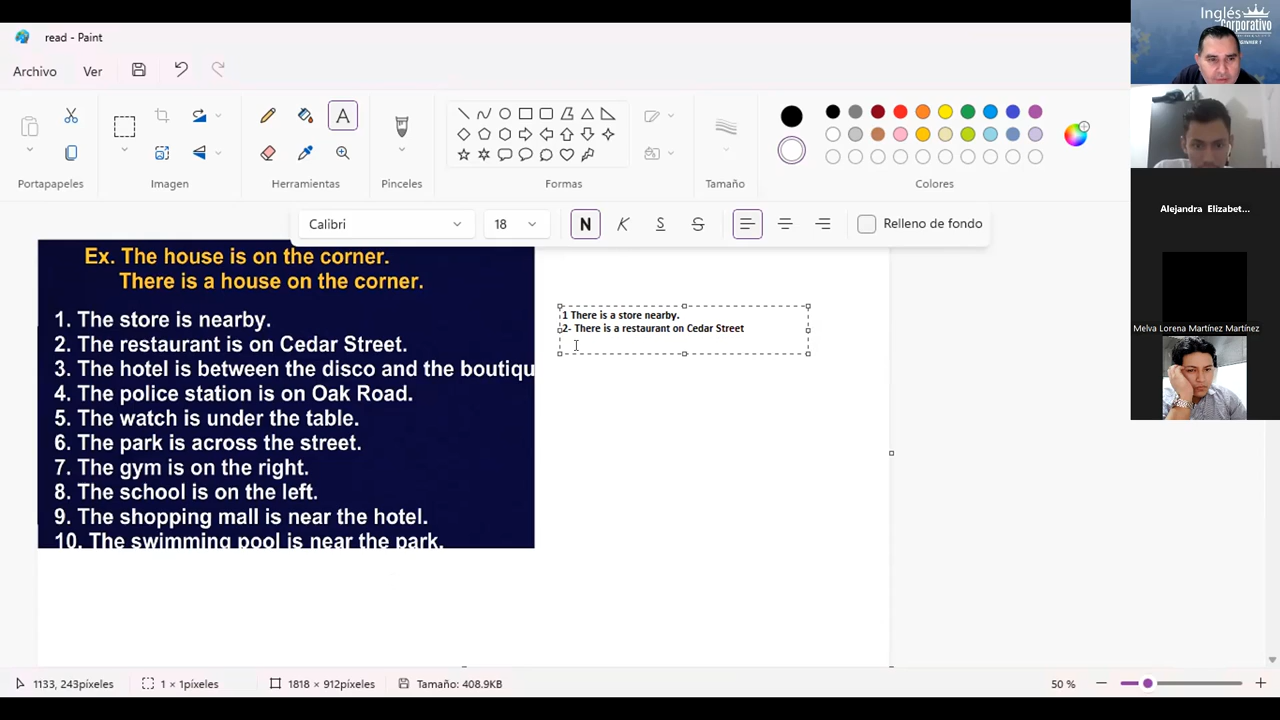 read - Paint
Archivo
Ver
Portapapeles
Imagen
Herramientas
Pinceles
Formas
Tamaño
Colores
Calibri
18
N
K
S
S
Relleno de fondo
Ex. The house is on the corner.
There is a house on the corner.
1. The store is nearby.
2. The restaurant is on Cedar Street.
3. The hotel is between the disco and the boutiqu
4. The police station is on Oak Road.
5. The watch is under the table.
6. The park is across the street.
7. The gym is on the right.
8. The school is on the left.
9. The shopping mall is near the hotel.
10. The swimming pool is near the park.
1 There is a store nearby.
2- There is a restaurant on Cedar Street
Inglés
Corporativo
Alejandra Elizabet...
Melva Lorena Martínez Martínez
1133, 243píxeles
1 × 1píxeles
1818 × 912píxeles
Tamaño: 408.9KB
50 %